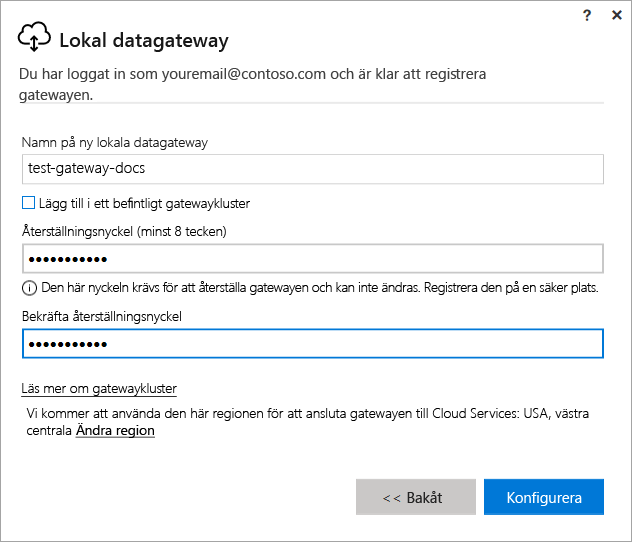 ? ✕
Lokal datagateway
Du har loggat in som youremail@contoso.com och är klar att registrera
gatewayen.
Namn på ny lokala datagateway
test-gateway-docs
Lägg till i ett befintligt gatewaykluster
Återställningsnyckel (minst 8 tecken)
●●●●●●●●●●●
Den här nyckeln krävs för att återställa gatewayen och kan inte ändras. Registrera den på en säker plats.
Bekräfta återställningsnyckel
●●●●●●●●●●●
Läs mer om gatewaykluster
Vi kommer att använda den här regionen för att ansluta gatewayen till Cloud Services: USA, västra
centrala Ändra region
<< Bakåt Konfigurera